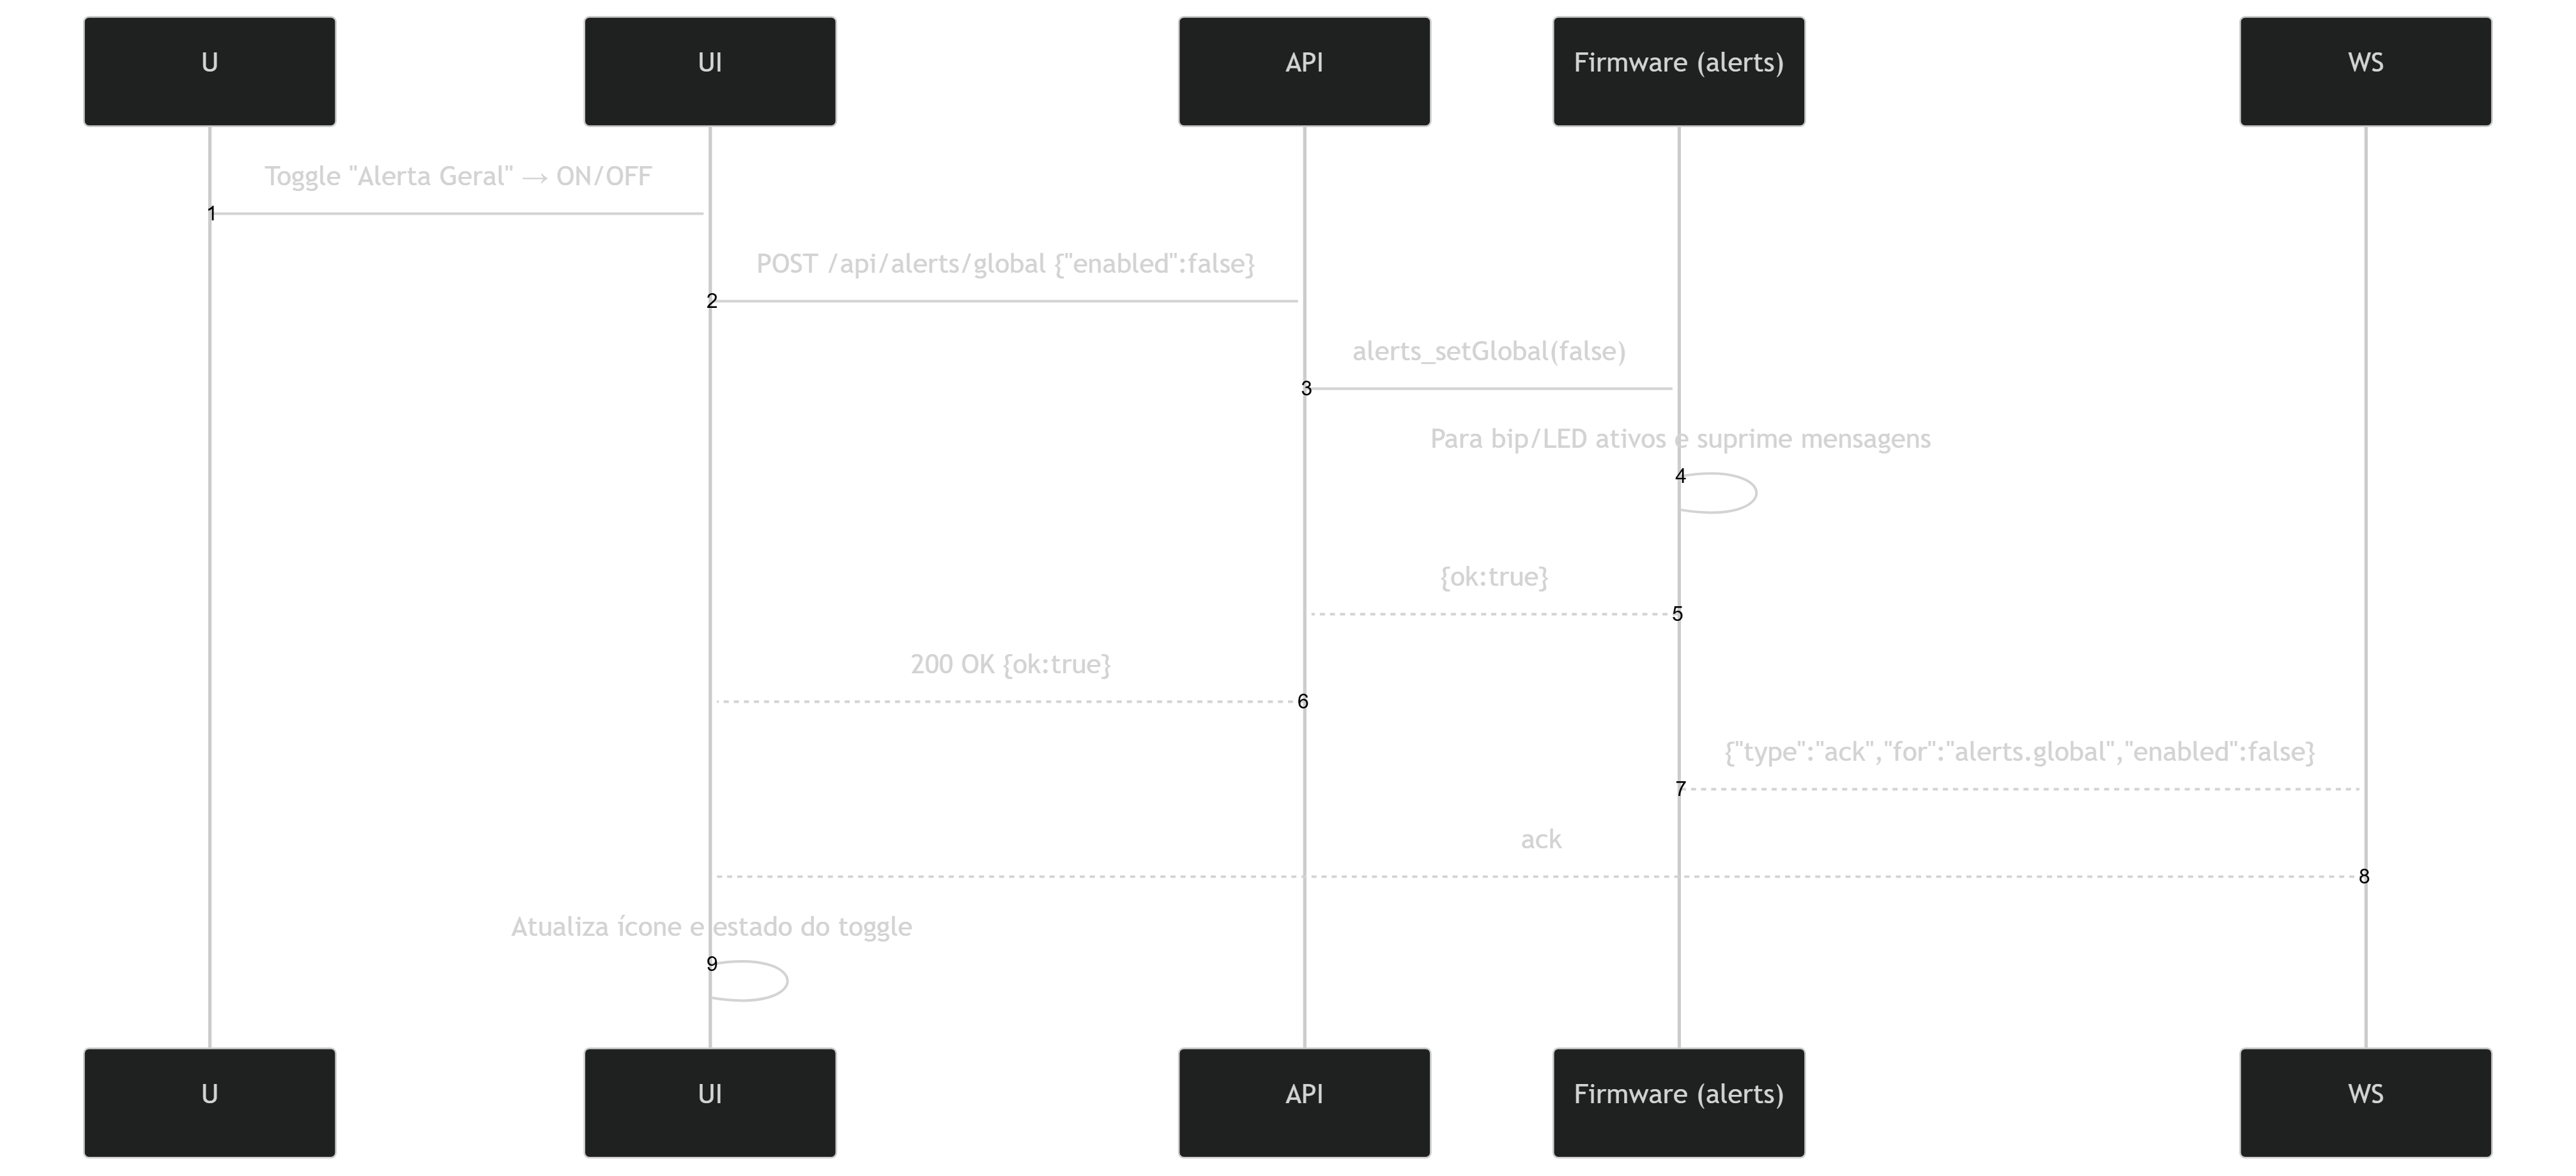 U
UI
API
Firmware (alerts)
WS
Toggle "Alerta Geral" → ON/OFF
1
POST /api/alerts/global {"enabled":false}
2
alerts_setGlobal(false)
3
Para bip/LED ativos e suprime mensagens
4
{ok:true}
5
200 OK {ok:true}
6
{"type":"ack","for":"alerts.global","enabled":false}
7
ack
8
Atualiza ícone e estado do toggle
9
U
UI
API
Firmware (alerts)
WS